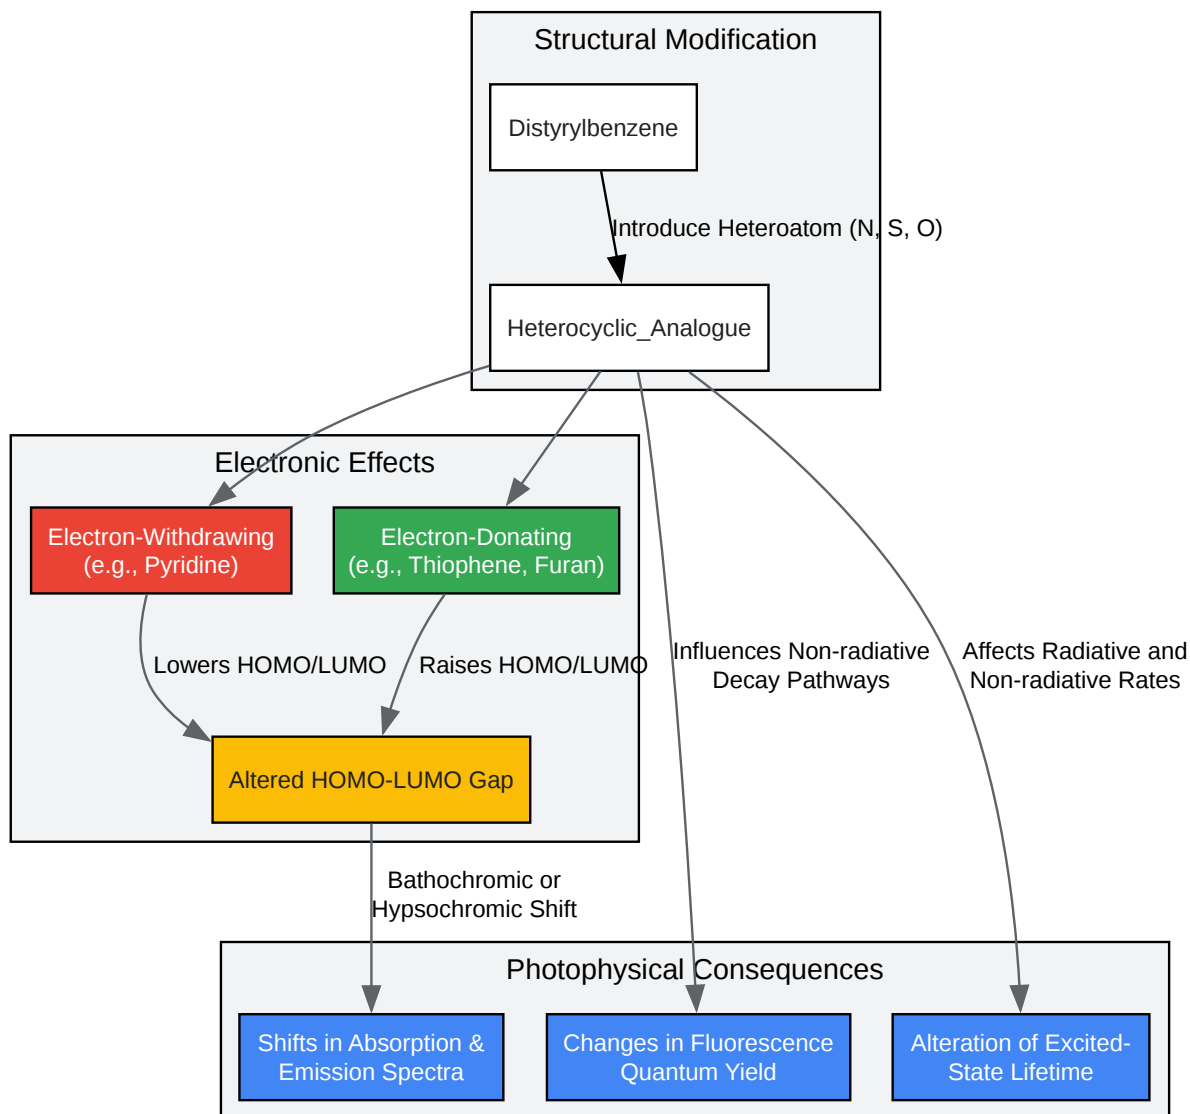 Structural Modification
Distyrylbenzene
Introduce Heteroatom (N, S, O)
Heterocyclic_Analogue
Electronic Effects
Electron-Withdrawing
(e.g., Pyridine)
Electron-Donating
(e.g., Thiophene, Furan)
Lowers HOMO/LUMO
Raises HOMO/LUMO
Influences Non-radiative
Decay Pathways
Affects Radiative and
Non-radiative Rates
Altered HOMO-LUMO Gap
Bathochromic or
Hypsochromic Shift
Photophysical Consequences
Shifts in Absorption &
Emission Spectra
Changes in Fluorescence
Quantum Yield
Alteration of Excited-
State Lifetime